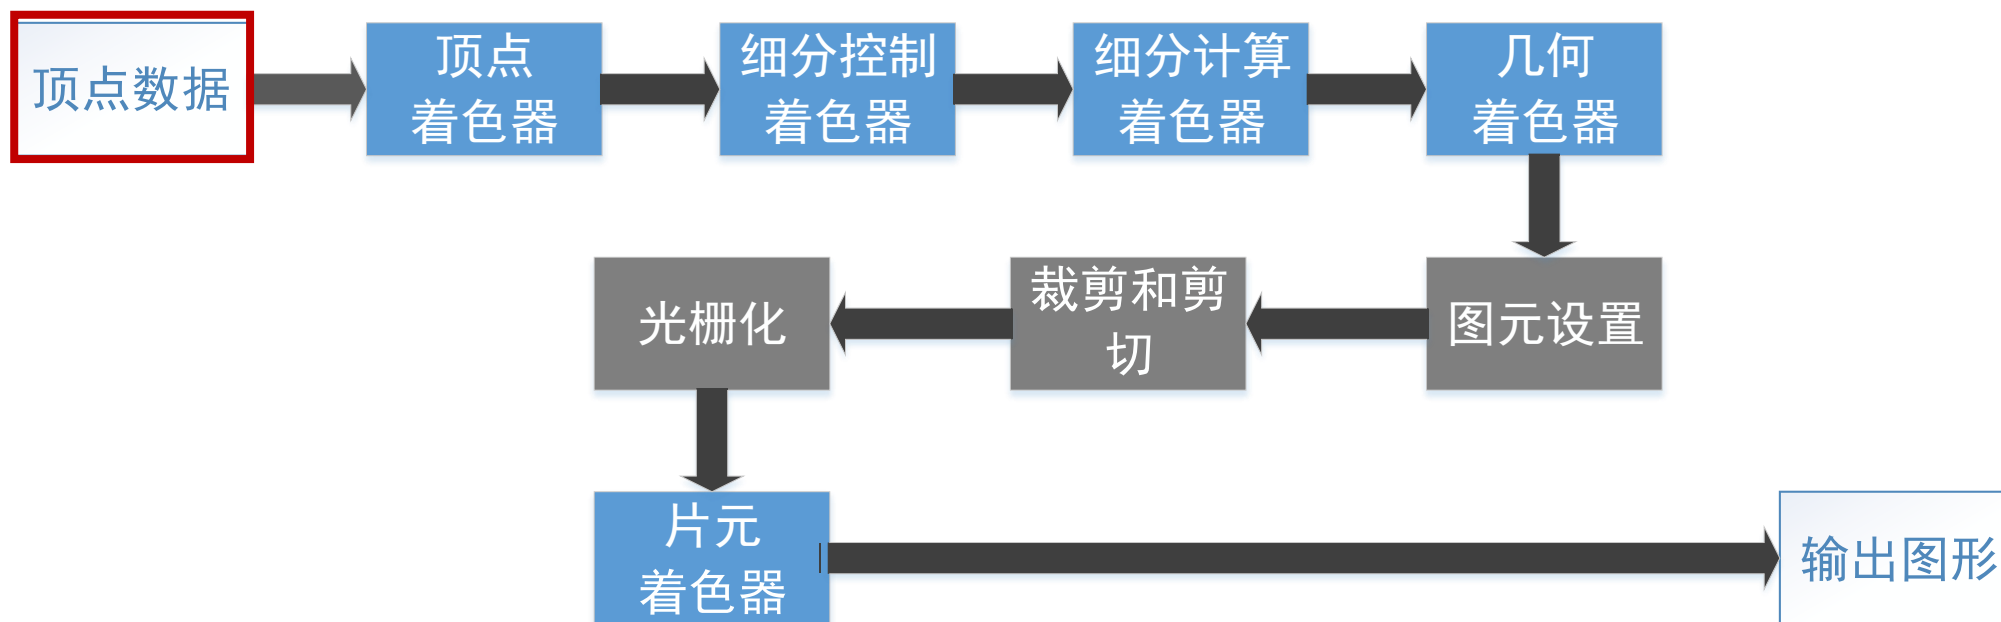 顶点数据
顶点
着色器
细分控制
着色器
细分计算
着色器
几何
着色器
图元设置
裁剪和剪
切
光栅化
片元
着色器
输出图形